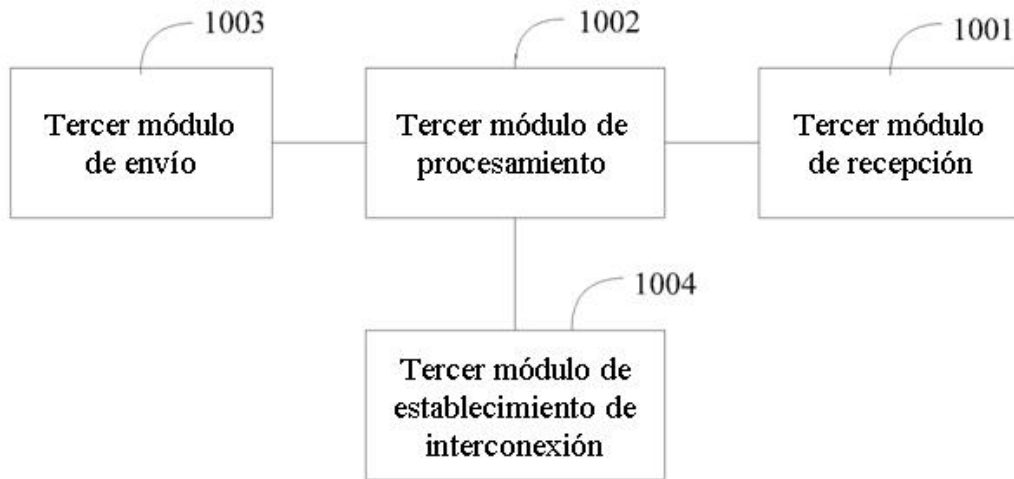 1003
1002
1001
Tercer módulo
de envío
Tercer módulo de
procesamiento
Tercer módulo
de recepción
1004
Tercer módulo de
establecimiento de
interconexión